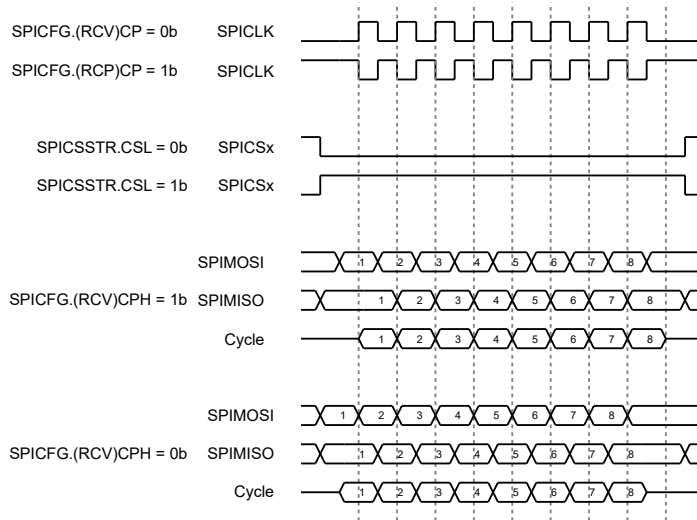 SPICFG.(RCV)CP = 0b SPICLK
SPICFG.(RCP)CP = 1b SPICLK
SPICSSTR.CSL = 0b SPICSx
SPICSSTR.CSL = 1b SPICSx
SPIMOSI 1 2 3 4 5 6 7 8
SPICFG.(RCV)CPH = 1b SPIMISO 1 2 3 4 5 6 7 8
Cycle 1 2 3 4 5 6 7 8
SPIMOSI 1 2 3 4 5 6 7 8
SPICFG.(RCV)CPH = 0b SPIMISO 1 2 3 4 5 6 7 8
Cycle 1 2 3 4 5 6 7 8